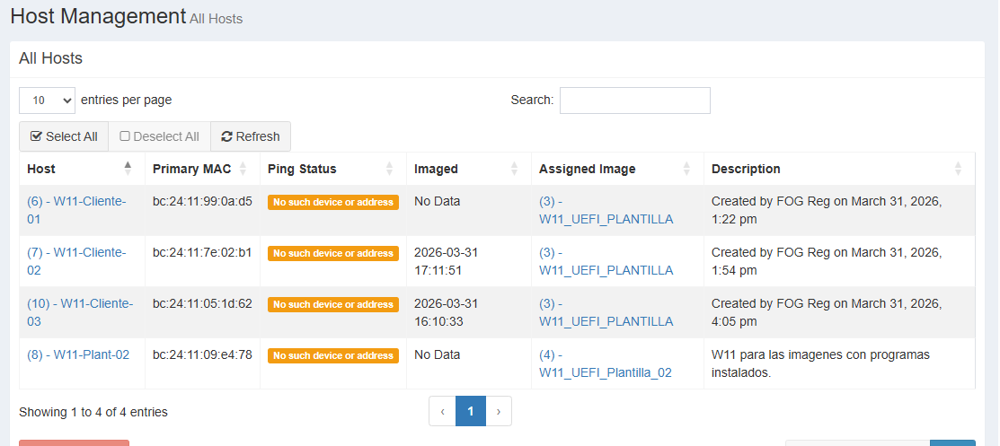 Host Management All Hosts
All Hosts
10 entries per page Search:
Select All Deselect All Refresh
Host Primary MAC Ping Status Imaged Assigned Image Description
(6) - W11-Cliente- bc:24:11:99:0a:d5 No such device or address No Data (3) - Created by FOG Reg on March 31, 2026,
01 W11_UEFI_PLANTILLA 1:22 pm
(7) - W11-Cliente- bc:24:11:7e:02:b1 No such device or address 2026-03-31 (3) - Created by FOG Reg on March 31, 2026,
02 17:11:51 W11_UEFI_PLANTILLA 1:54 pm
(10) - W11-Cliente- bc:24:11:05:1d:62 No such device or address 2026-03-31 (3) - Created by FOG Reg on March 31, 2026,
03 16:10:33 W11_UEFI_PLANTILLA 4:05 pm
(8) - W11-Plant-02 bc:24:11:09:e4:78 No such device or address No Data (4) - W11 para las imagenes con programas
W11_UEFI_Plantilla_02 instalados.
Showing 1 to 4 of 4 entries ‹ 1 ›